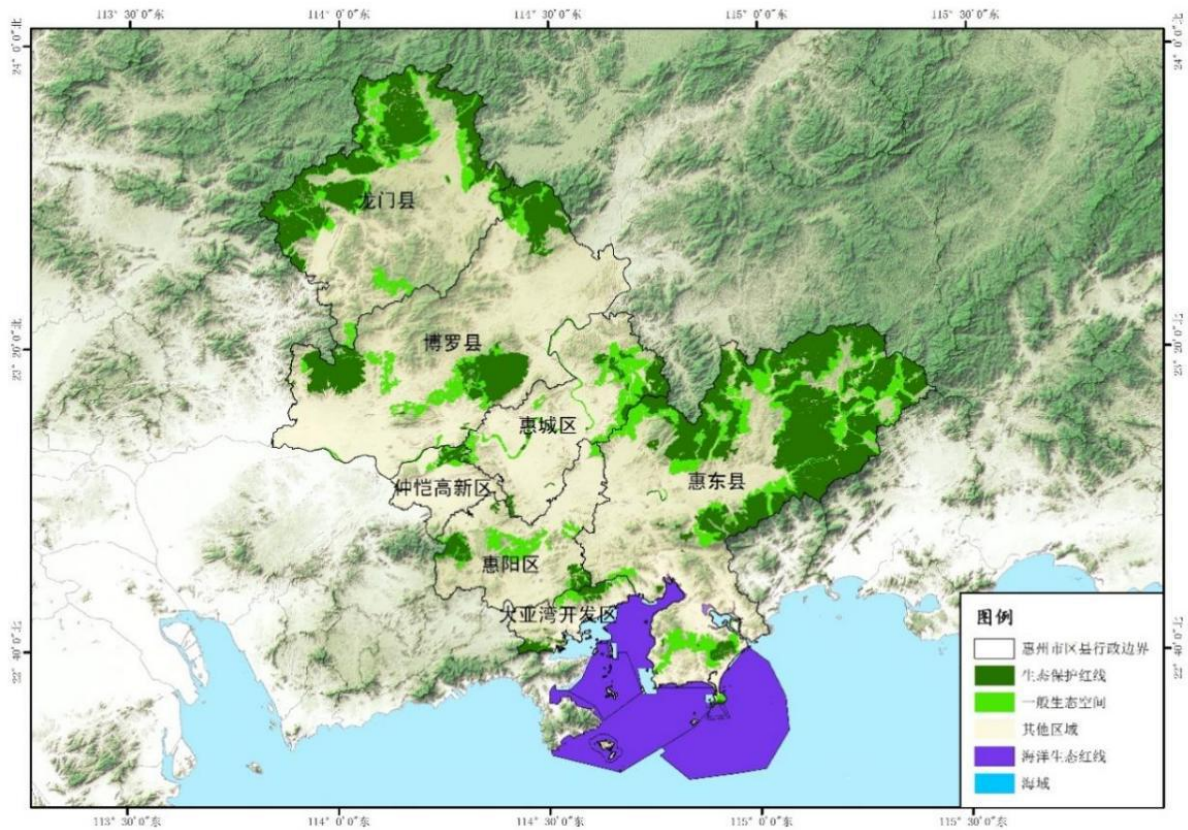 113°30′0″东
114°0′0″东
114°30′0″东
115°0′0″东
115°30′0″东
24°0′0″北
24°0′0″北
龙门县
博罗县
23°20′0″北
惠城区
仲恺高新区
惠东县
惠阳区
大亚湾开发区
22°40′0″北
22°40′0″北
图例
惠州市区县行政边界
生态保护红线
一般生态空间
其他区域
海洋生态红线
海域
113°30′0″东
114°0′0″东
114°30′0″东
115°0′0″东
115°30′0″东